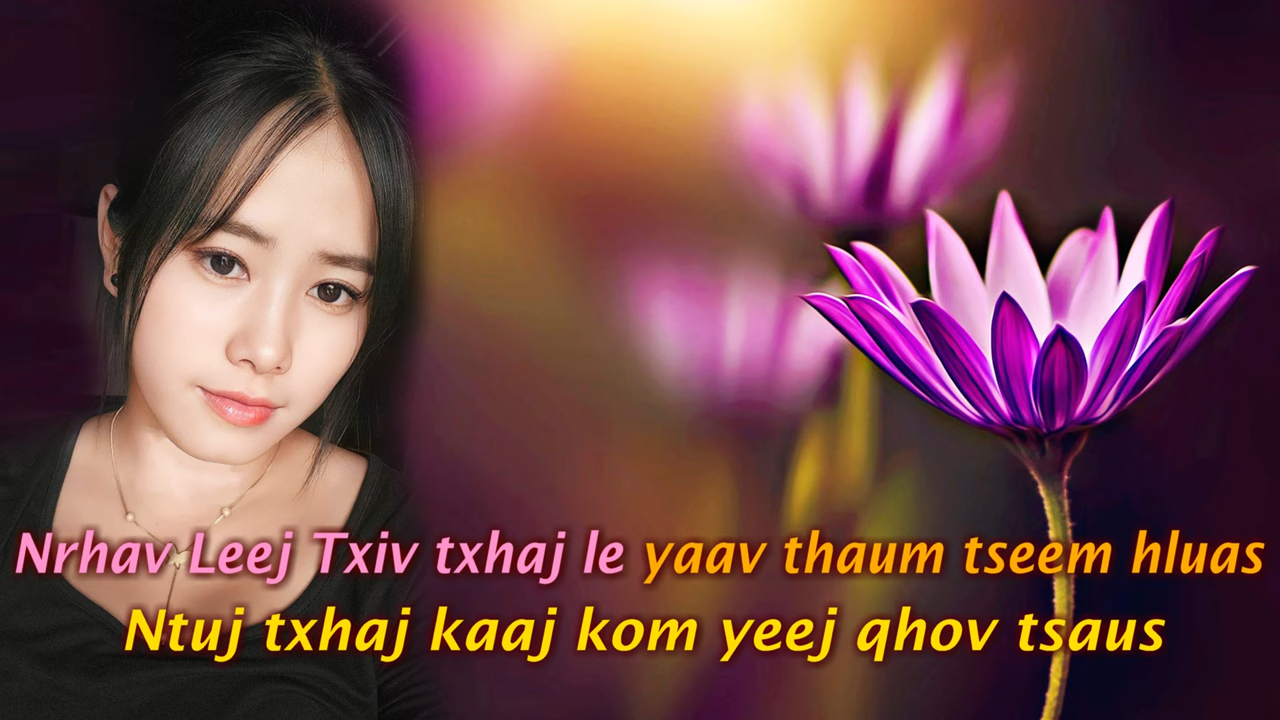 Nrhav Leej Txiv txhaj le yaav thaum tseem hluas
Ntuj txhaj kaaj kom yeej qhov tsaus